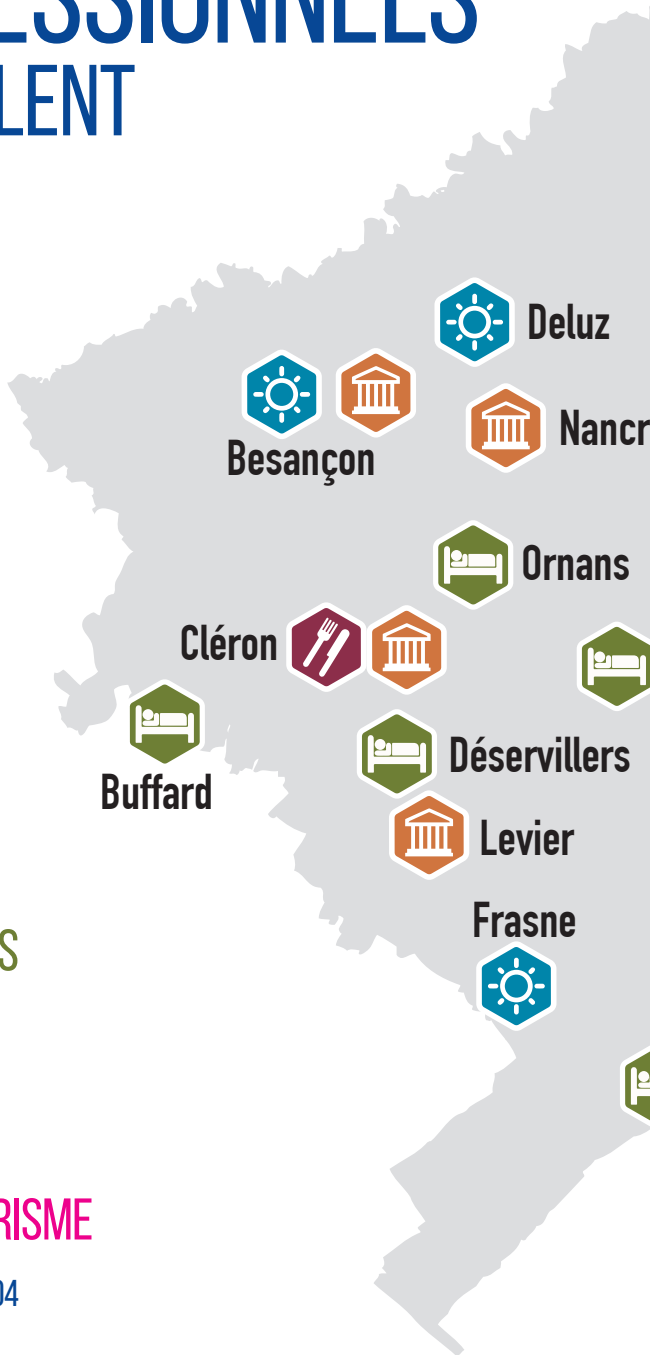 ESSIONNÉES
LENT
Deluz
Besançon
Nancr
Ornans
Cléron
Déservillers
Buffard
Levier
Frasne
S
RISME
04